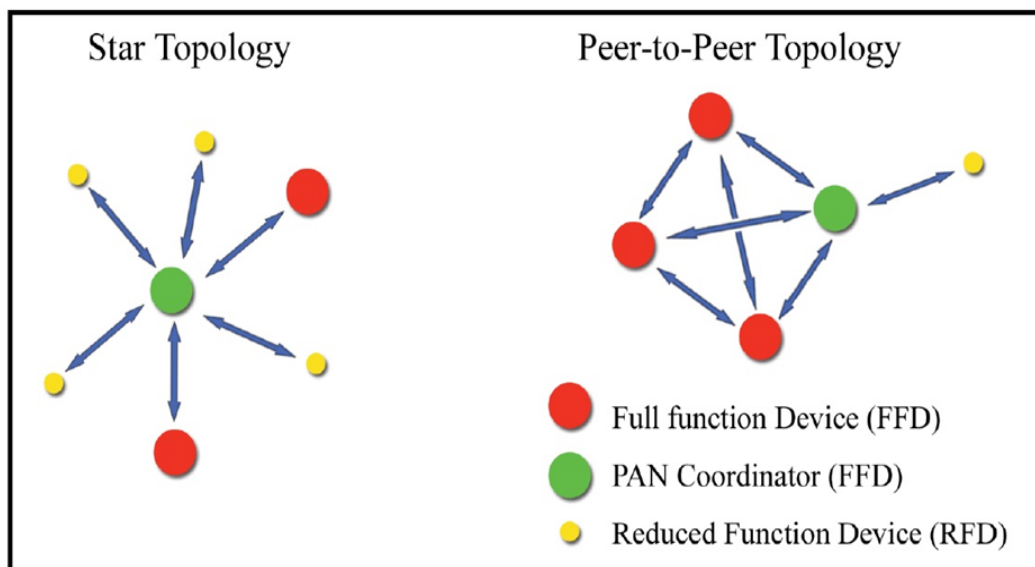 Star Topology
Peer-to-Peer Topology
Full function Device (FFD)
PAN Coordinator (FFD)
Reduced Function Device (RFD)